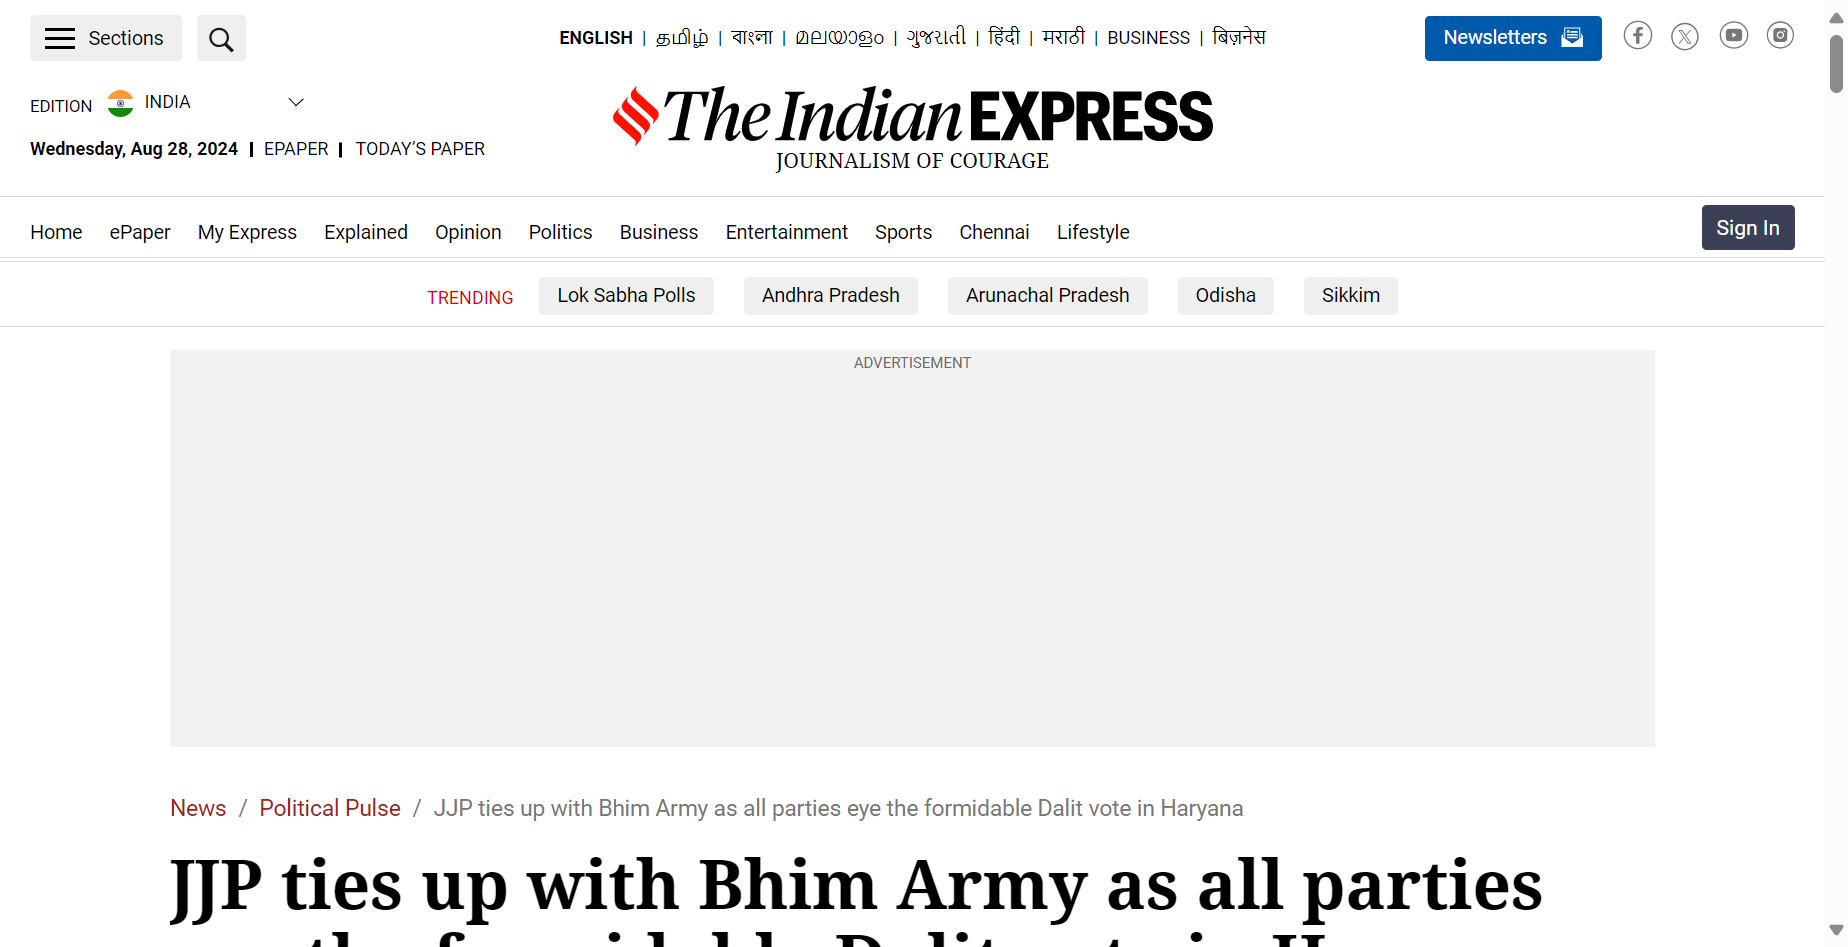 Sections
ENGLISH | தமிழ் | বাংলা | മലയാളം | ગુજરાતી | हिंदी | मराठी | BUSINESS | बिज़नेस
Newsletters
EDITION INDIA
The Indian EXPRESS
JOURNALISM OF COURAGE
Wednesday, Aug 28, 2024 | EPAPER | TODAY'S PAPER
Home ePaper My Express Explained Opinion Politics Business Entertainment Sports Chennai Lifestyle
Sign In
TRENDING Lok Sabha Polls Andhra Pradesh Arunachal Pradesh Odisha Sikkim
ADVERTISEMENT
News / Political Pulse / JJP ties up with Bhim Army as all parties eye the formidable Dalit vote in Haryana
JJP ties up with Bhim Army as all parties